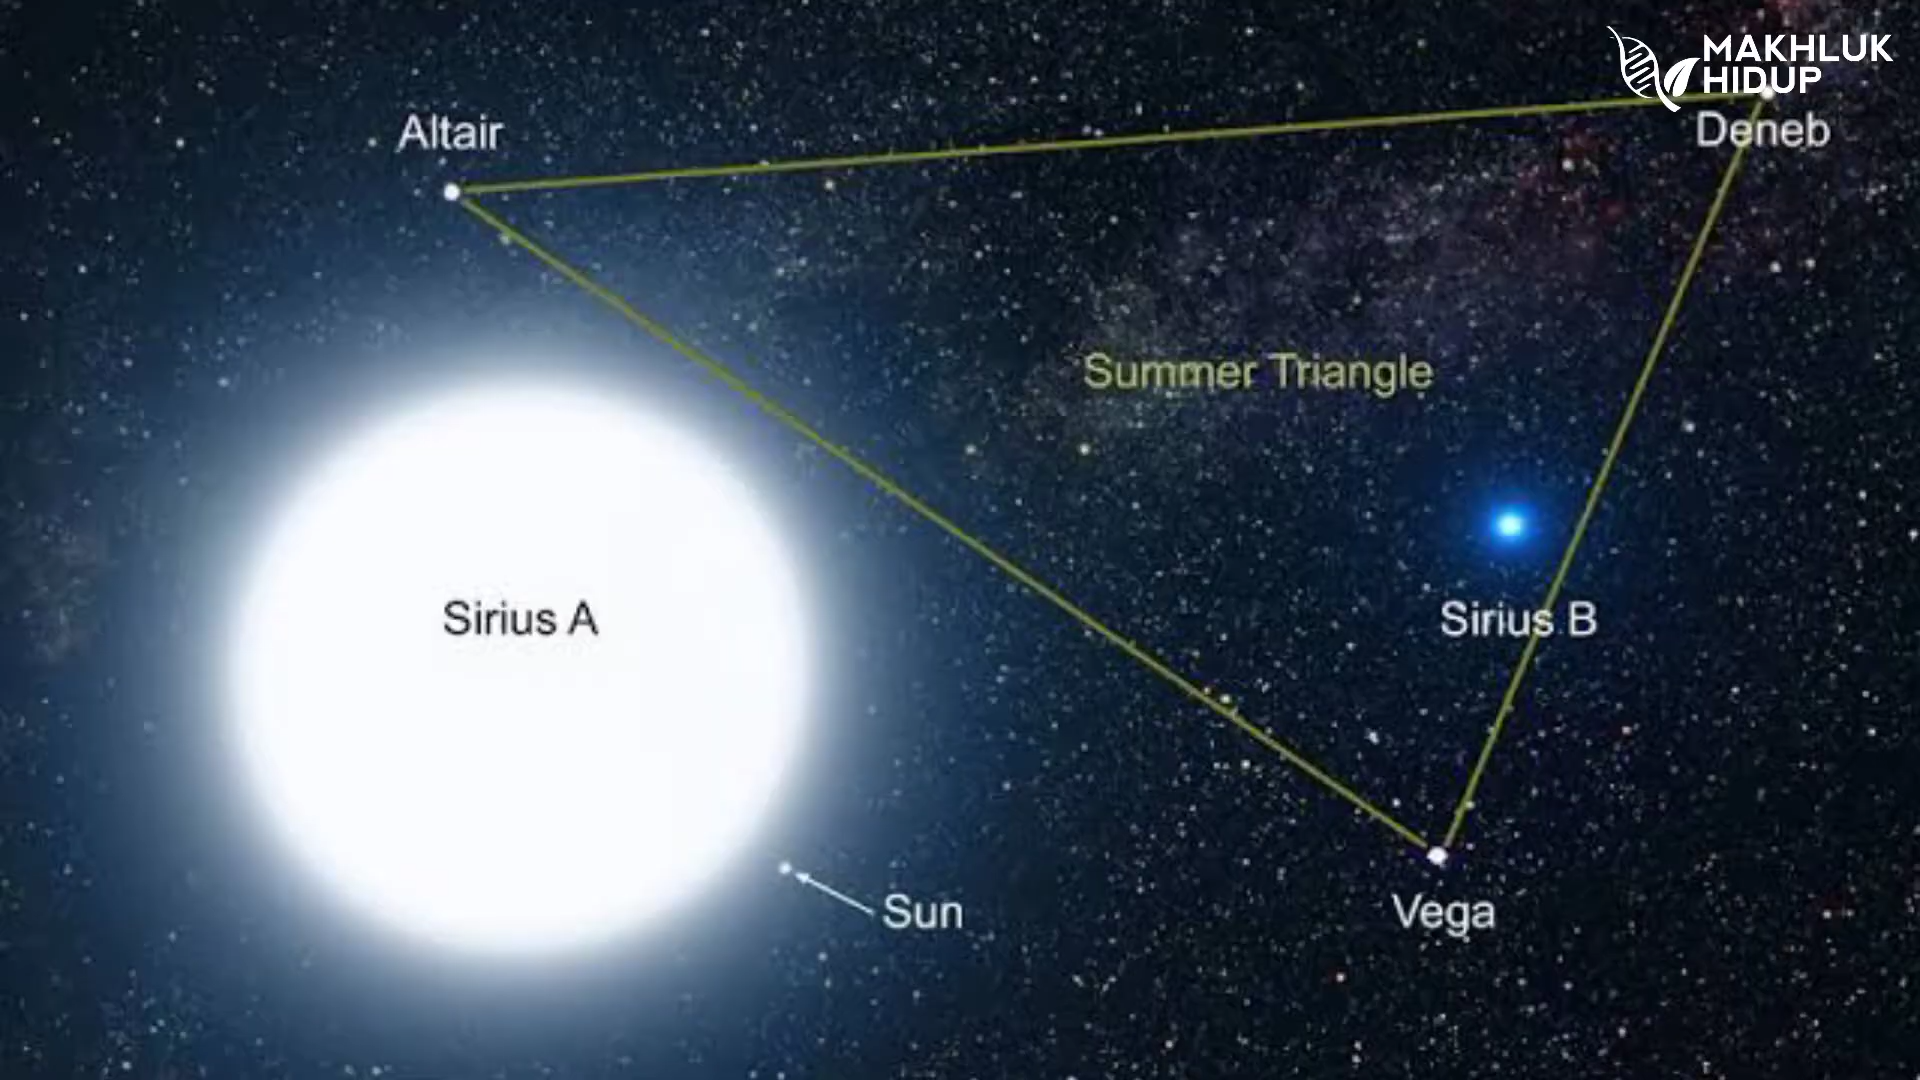 MAKHLUK
HIDUP
Altair
Deneb
Summer Triangle
Sirius A
Sirius B
Sun
Vega